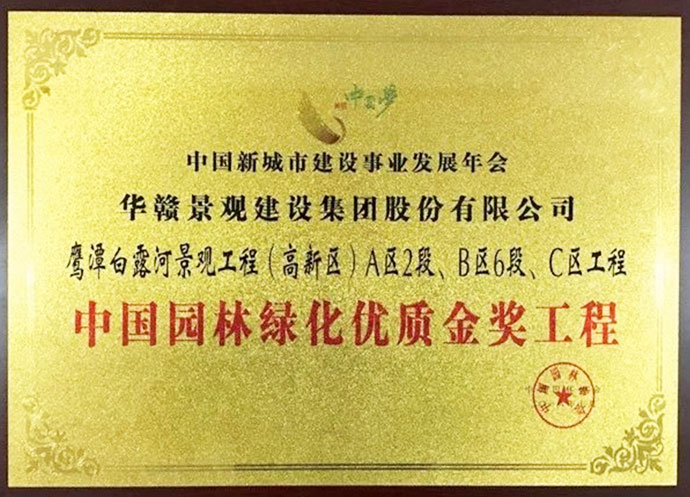 中国梦
中国新城市建设事业发展年会
华赣景观建设集团股份有限公司
鹰潭白露河景观工程（高新区）A区2段、B区6段、C区工程
中国园林绿化优质金奖工程